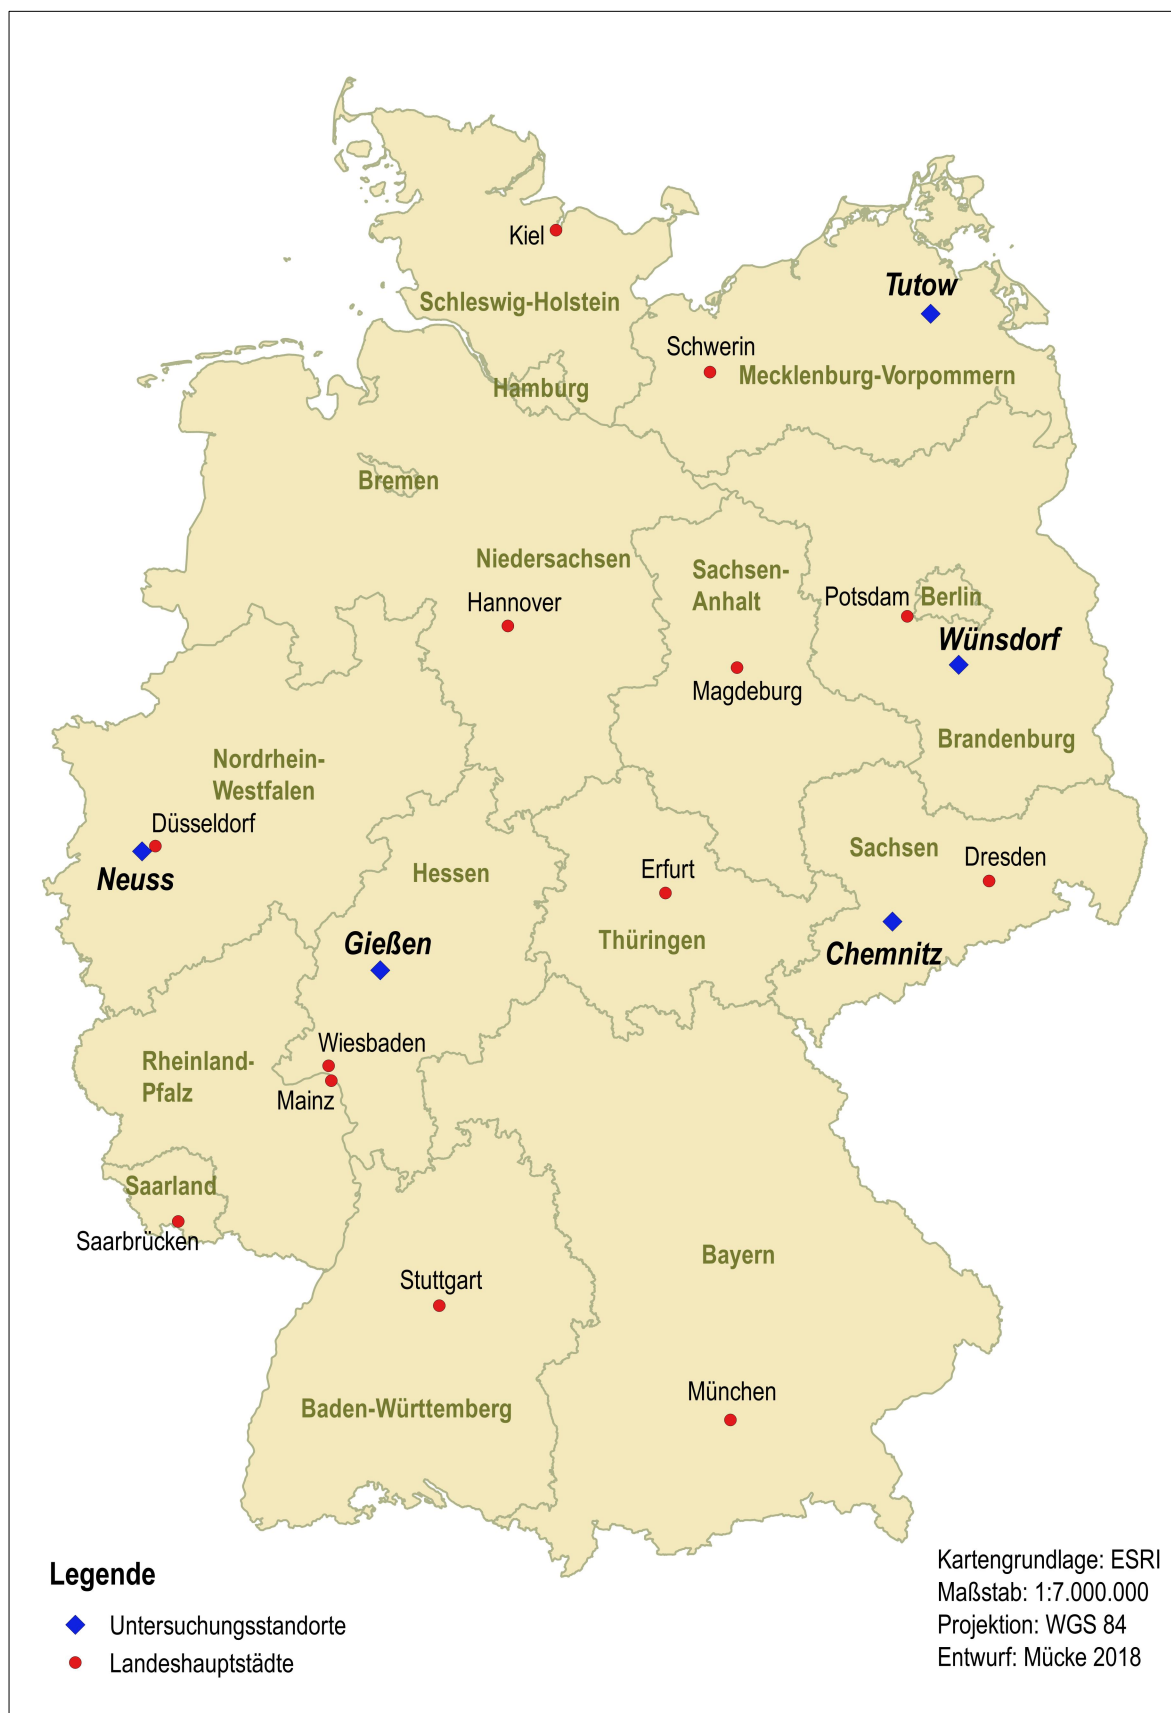 Kiel
Schleswig-Holstein
Tutow
Schwerin
Mecklenburg-Vorpommern
Hamburg
Bremen
Niedersachsen
Hannover
Sachsen-
Anhalt
Magdeburg
Potsdam
Berlin
Wünsdorf
Brandenburg
Nordrhein-
Westfalen
Düsseldorf
Neuss
Hessen
Gießen
Erfurt
Thüringen
Sachsen
Dresden
Chemnitz
Wiesbaden
Mainz
Rheinland-
Pfalz
Saarland
Saarbrücken
Stuttgart
Baden-Württemberg
Bayern
München
Legende
Untersuchungsstandorte
Landeshauptstädte
Kartengrundlage: ESRI
Maßstab: 1:7.000.000
Projektion: WGS 84
Entwurf: Mücke 2018